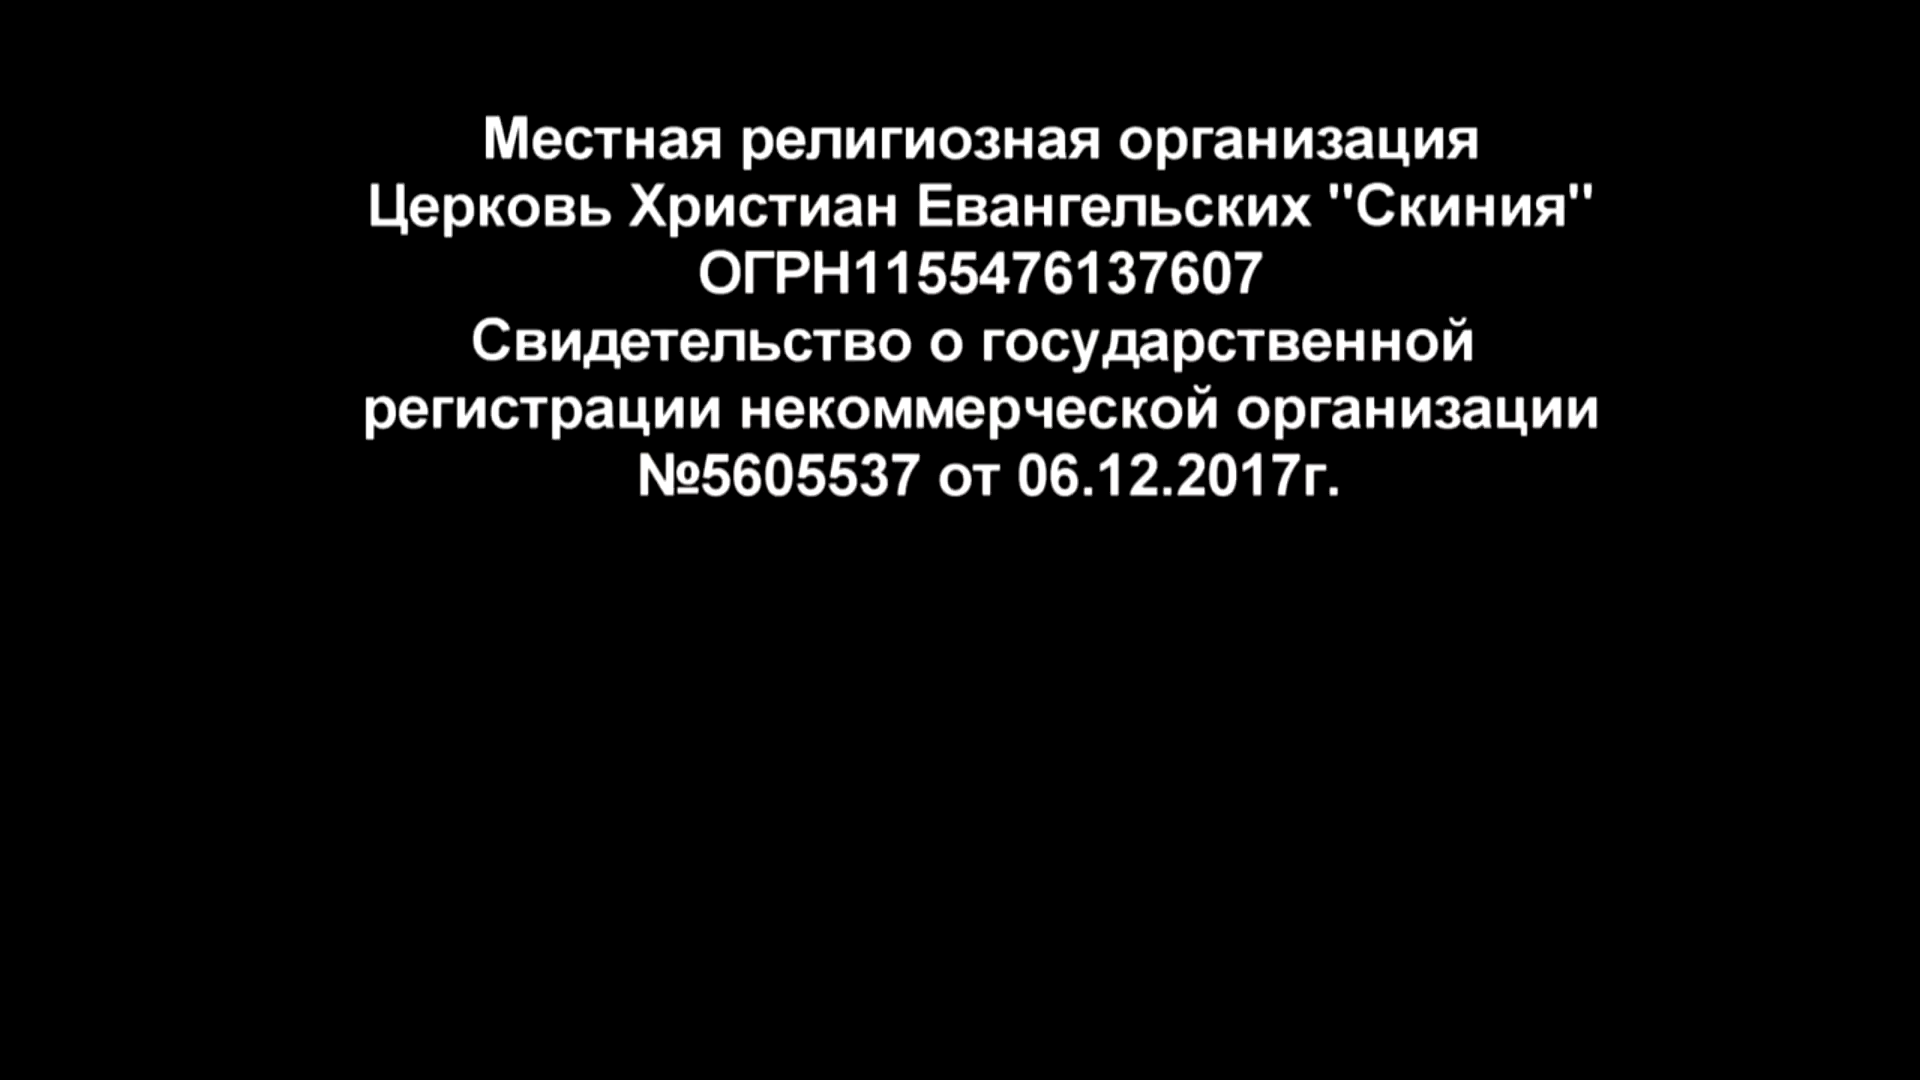 Местная религиозная организация
Церковь Христиан Евангельских "Скиния"
ОГРН1155476137607
Свидетельство о государственной
регистрации некоммерческой организации
№5605537 от 06.12.2017г.